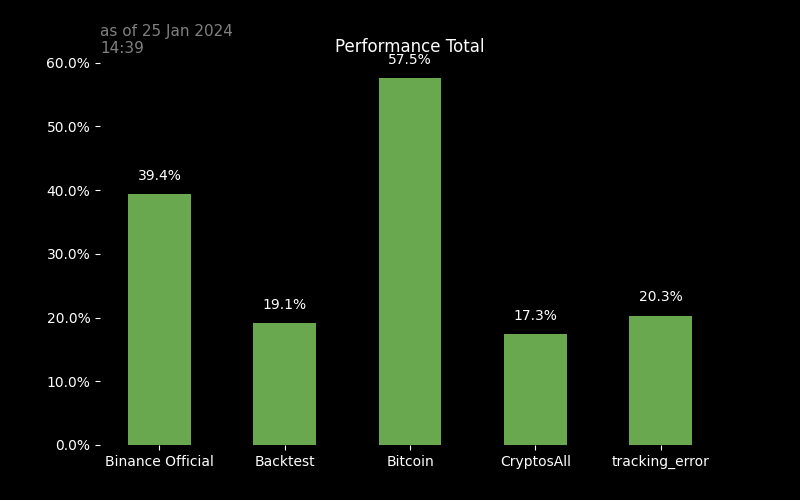 as of 25 Jan 2024
14:39
Performance Total
60.0%
50.0%
40.0%
30.0%
20.0%
10.0%
0.0%
39.4%
19.1%
57.5%
17.3%
20.3%
Binance Official
Backtest
Bitcoin
CryptosAll
tracking_error